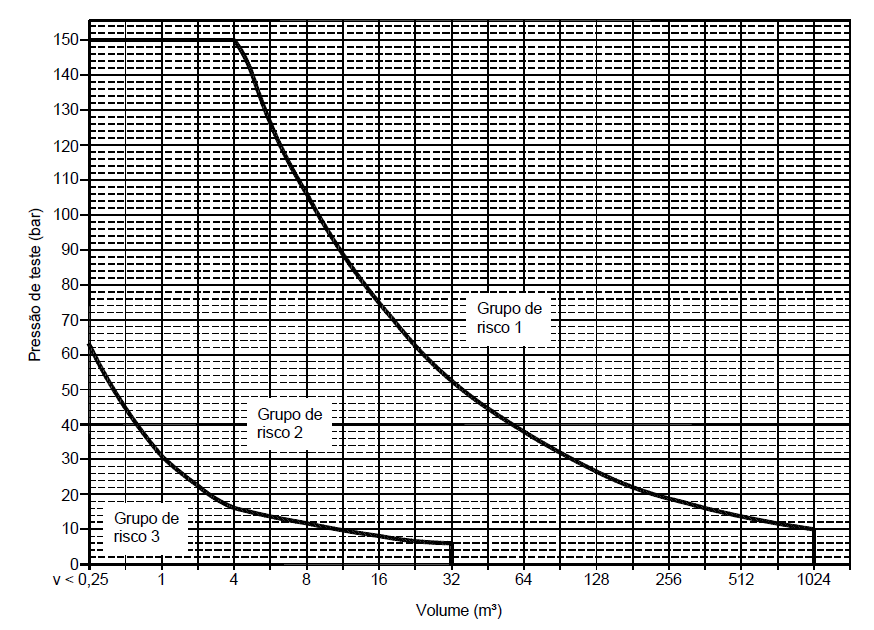 150
140
130
120
110
100
90
80
70
60
50
40
30
20
10
0
Pressão de teste (bar)
Grupo de
risco 1
Grupo de
risco 2
Grupo de
risco 3
v < 0,25 1 4 8 16 32 64 128 256 512 1024
Volume (m³)